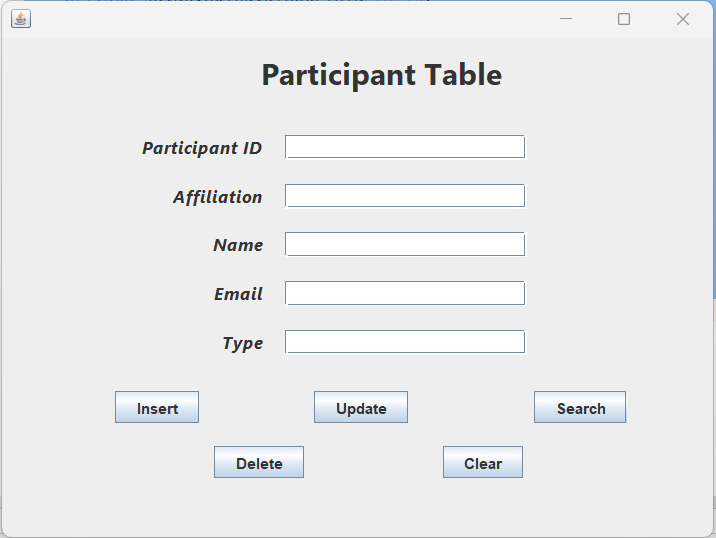 Participant Table
Participant ID
Affiliation
Name
Email
Type
Insert Update Search
Delete Clear